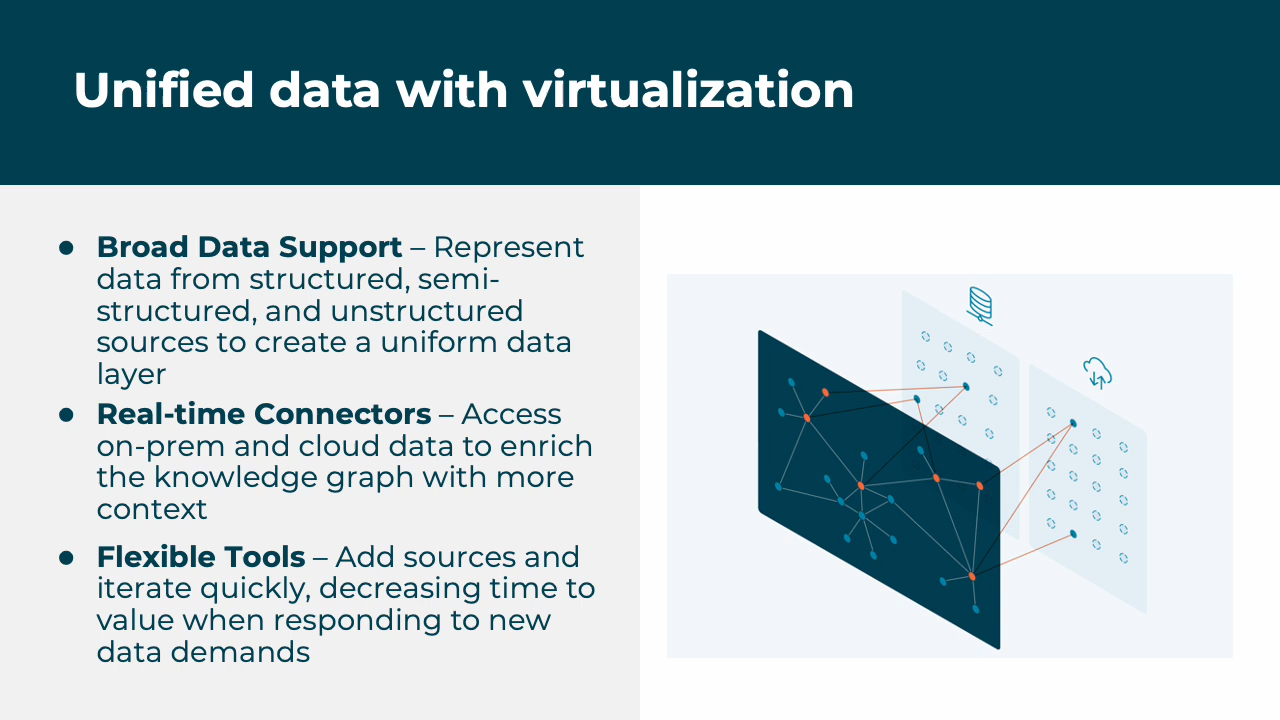 Unified data with virtualization
● Broad Data Support – Represent
data from structured, semi-
structured, and unstructured
sources to create a uniform data
layer
● Real-time Connectors – Access
on-prem and cloud data to enrich
the knowledge graph with more
context
● Flexible Tools – Add sources and
iterate quickly, decreasing time to
value when responding to new
data demands